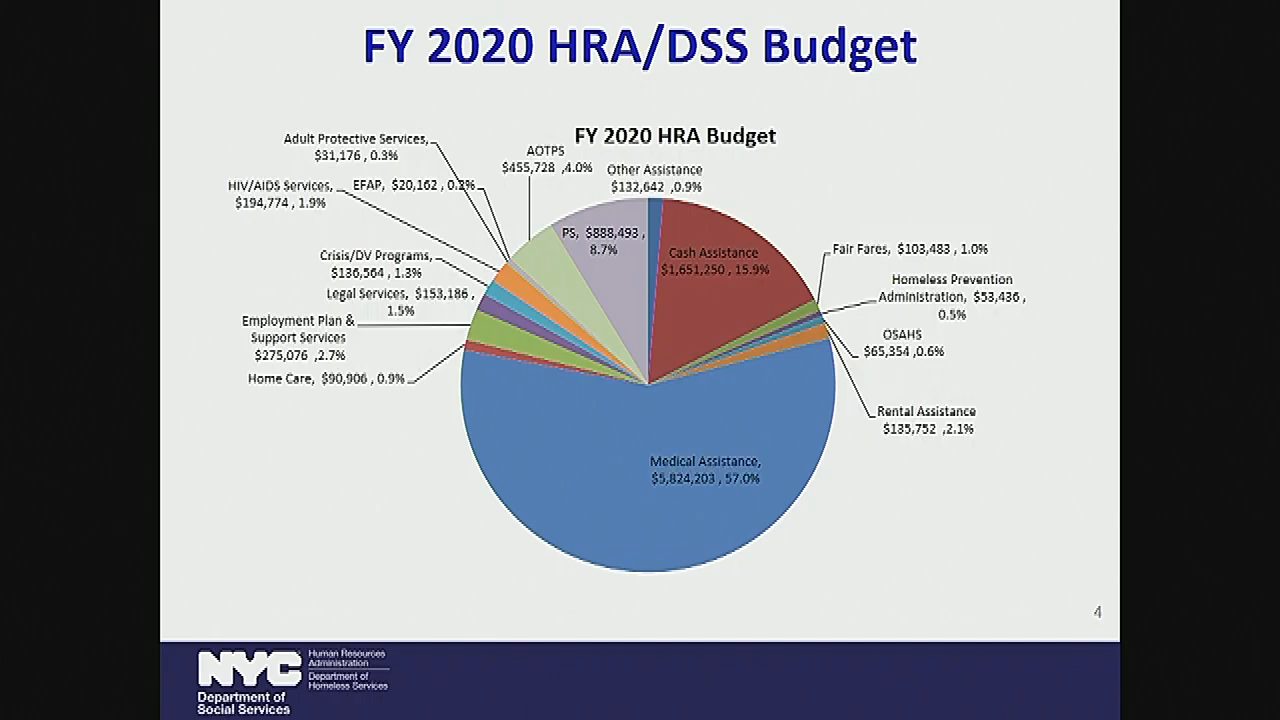 FY 2020 HRA/DSS Budget
FY 2020 HRA Budget
Adult Protective Services,
$31,176 , 0.3%
AOTPS
$455,728 ,4.0%
Other Assistance
$132,642 ,0.9%
HIV/AIDS Services,
$194,774 , 1.9%
EFAP, $20,162 , 0.2%
PS, $888,493 ,
8.7%
Cash Assistance
$1,651,250 , 15.9%
Fair Fares, $103,483 , 1.0%
Crisis/DV Programs,
$136,564 , 1.3%
Homeless Prevention
Administration, $53,436 ,
0.5%
Legal Services, $153,186 ,
1.5%
Employment Plan &
Support Services
$275,076 ,2.7%
OSAHS
$65,354 ,0.6%
Home Care, $90,906 , 0.9%
Rental Assistance
$135,752 ,2.1%
Medical Assistance,
$5,824,203 , 57.0%
4
NYC
Department of
Social Services
Human Resources
Administration
Department of
Homeless Services